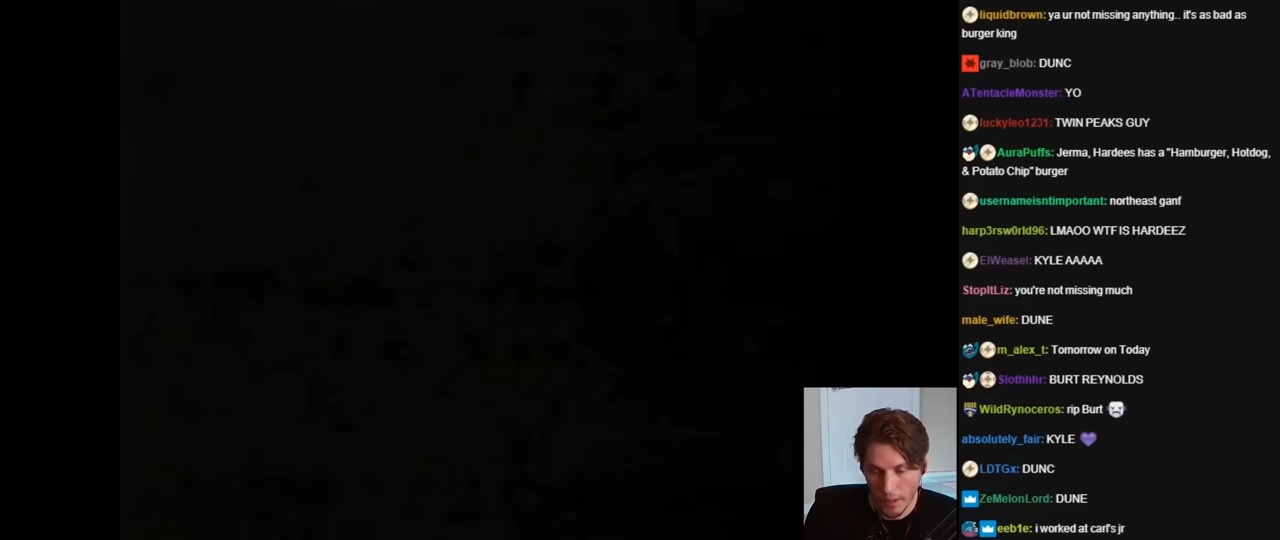 liquidbrown: ya ur not missing anything.. it's as bad as
burger king
gray_blob: DUNC
ATentacleMonster: YO
luckyleo1231: TWIN PEAKS GUY
AuraPuffs: Jerma, Hardees has a "Hamburger, Hotdog,
& Potato Chip" burger
usernameisntimportant: northeast ganf
harp3rsw0rld96: LMAOO WTF IS HARDEEZ
ElWeasel: KYLE AAAAA
StopItLiz: you're not missing much
male_wife: DUNE
m_alex_t: Tomorrow on Today
Slothhhr: BURT REYNOLDS
WildRynoceros: rip Burt
absolutely_fair: KYLE
LDTGx: DUNC
ZeMelonLord: DUNE
eeb1e: i worked at carl's jr